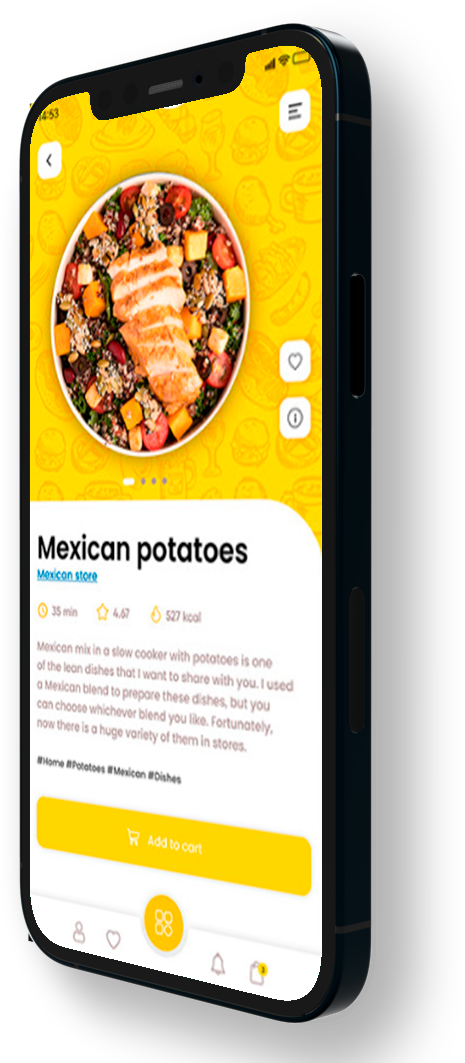 14:53
Mexican potatoes
Mexican store
35 min 4.67 527 kcal
Mexican mix in a slow cooker with potatoes is one
of the lean dishes that I want to share with you. I used
a Mexican blend to prepare these dishes, but you
can choose whichever blend you like. Fortunately,
now there is a huge variety of them in stores.
#Home #Potatoes #Mexican #Dishes
Add to cart